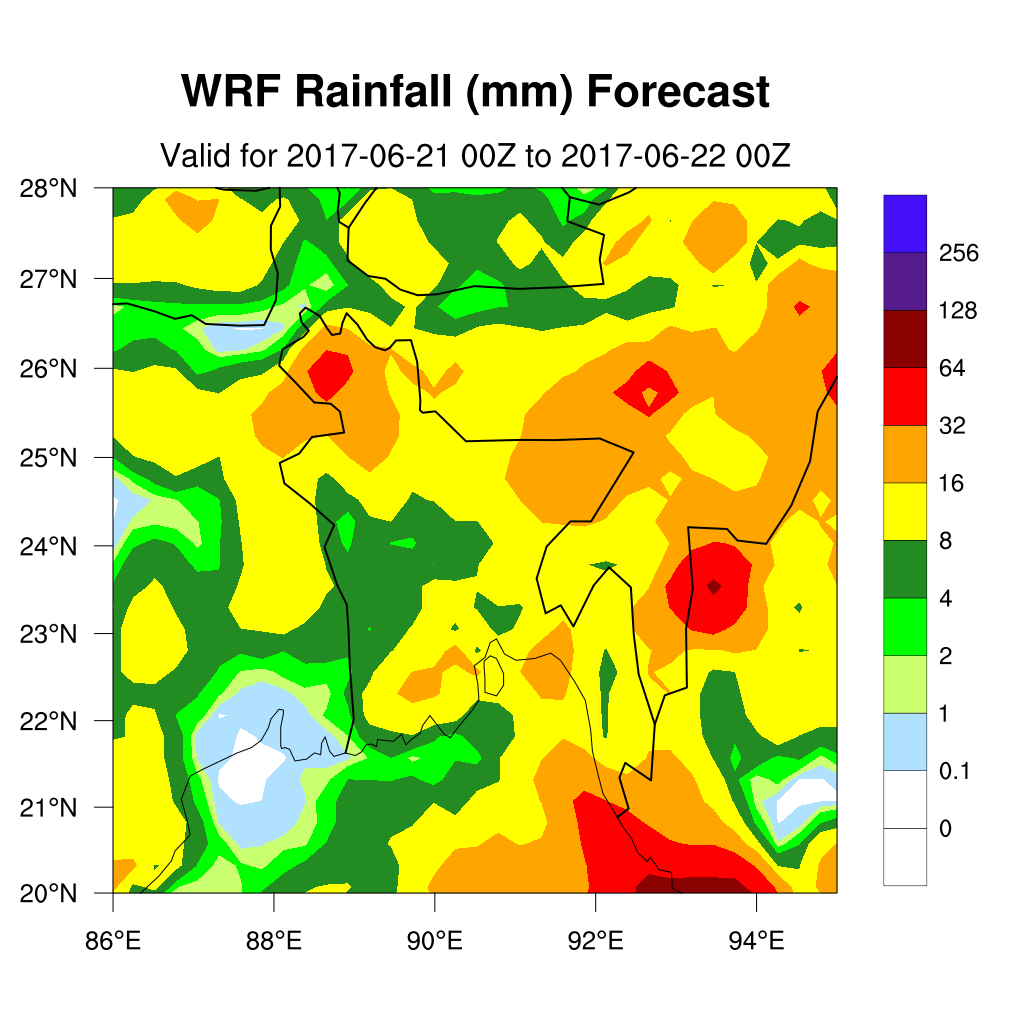 WRF Rainfall (mm) Forecast
Valid for 2017-06-21 00Z to 2017-06-22 00Z
28°N
27°N
26°N
25°N
24°N
23°N
22°N
21°N
20°N
86°E
88°E
90°E
92°E
94°E
256
128
64
32
16
8
4
2
1
0.1
0